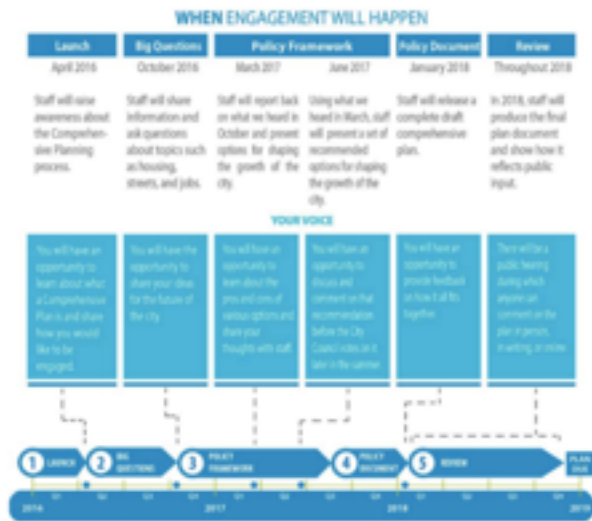 WHEN ENGAGEMENT WILL HAPPEN
Launch
Big Questions
Policy Framework
Policy Document
Review
April 2016
October 2016
March 2017
June 2017
January 2018
Throughout 2018
Staff will raise
awareness about
the Comprehen-
sive Planning
process.
Staff will share
information and
ask questions
about topics such
as housing,
streets, and jobs.
Staff will report back
on what we heard in
October and present
options for shaping
the growth of the
city.
Using what we
heard in March, staff
will present a set of
recommended
options for shaping
the growth of the
city.
Staff will release a
complete draft
comprehensive
plan.
In 2018, staff will
produce the final
plan document
and show how it
reflects public
input.
YOUR VOICE
You will have an
opportunity to
learn about what
a Comprehensive
Plan is and share
how you would
like to be
engaged.
You will have the
opportunity to
share your ideas
for the future of
the city.
You will have an
opportunity to
learn about the
pros and cons of
various options and
share your
thoughts with staff.
You will have an
opportunity to
discuss and
comment on that
recommendation
before the City
Council votes on it
later in the summer.
You will have an
opportunity to
provide feedback
on how it all fits
together.
There will be a
public hearing
during which
anyone can
comment on the
plan in person,
in writing, or online.
1 LAUNCH
2 BIG
QUESTIONS
3 POLICY
FRAMEWORK
4 POLICY
DOCUMENT
5 REVIEW
PLAN
DUE
2016
2017
2018
2019